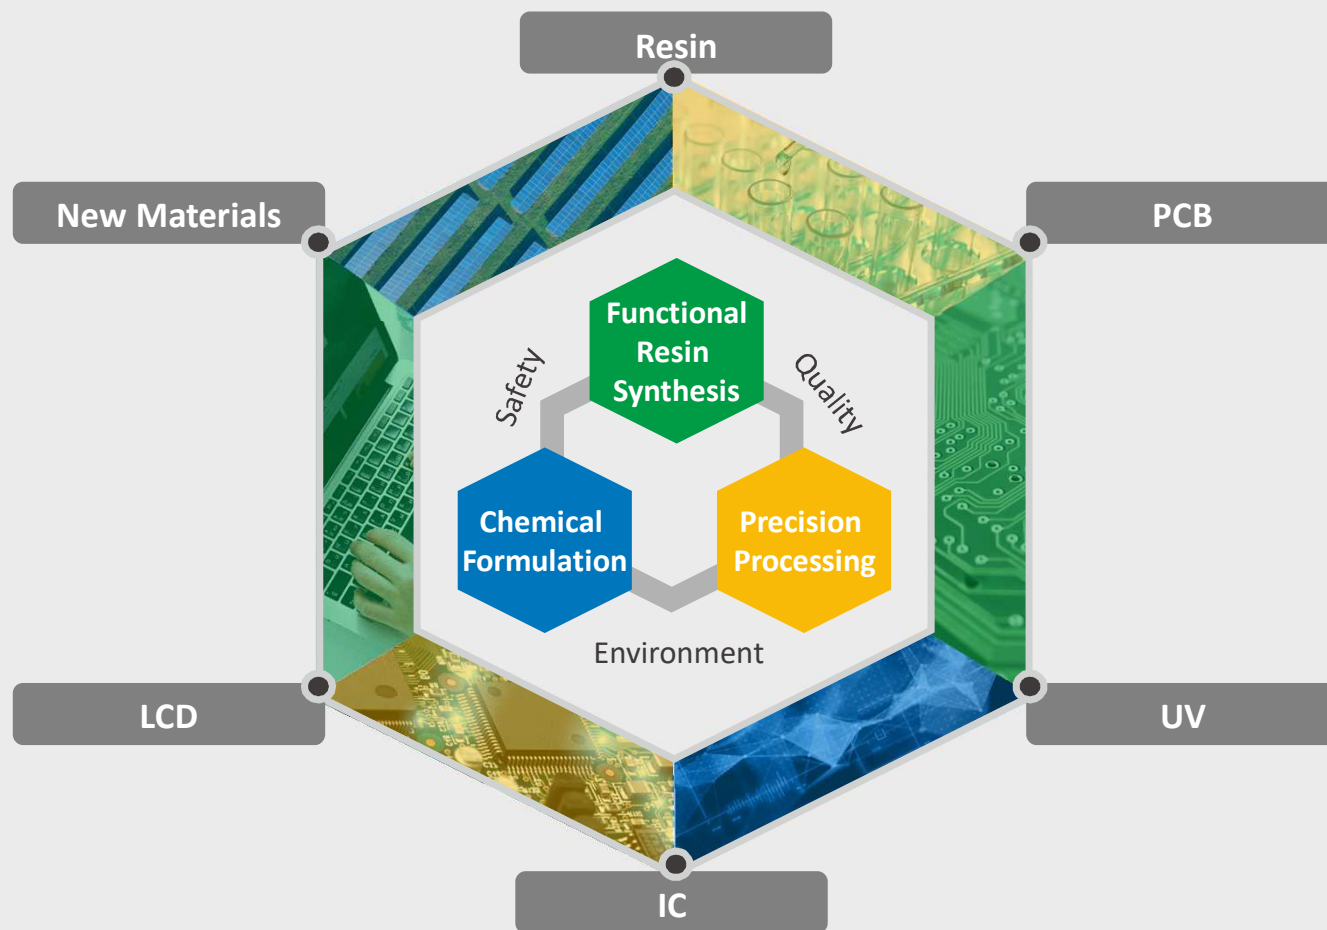 Resin
New Materials
PCB
Functional
Resin
Synthesis
Safety
Quality
Chemical
Formulation
Precision
Processing
Environment
LCD
UV
IC